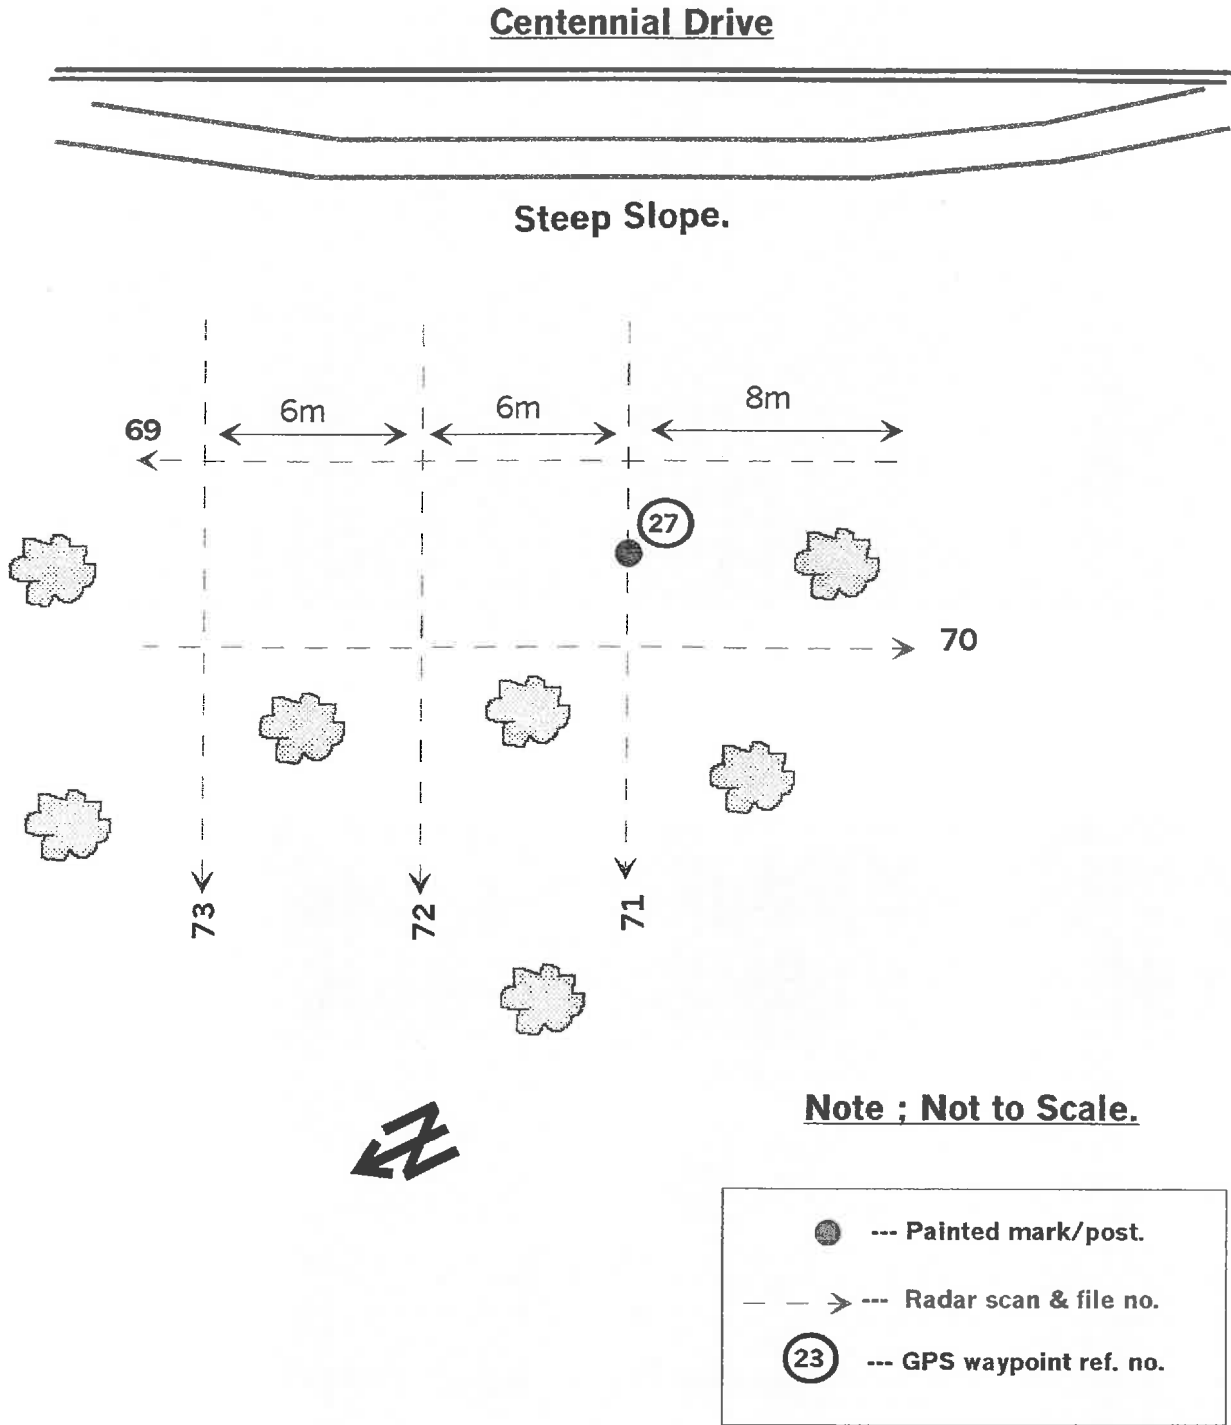 Centennial Drive
Steep Slope.
6m
6m
8m
69
27
70
73
72
71
N
Note ; Not to Scale.
--- Painted mark/post.
--- Radar scan & file no.
23 --- GPS waypoint ref. no.